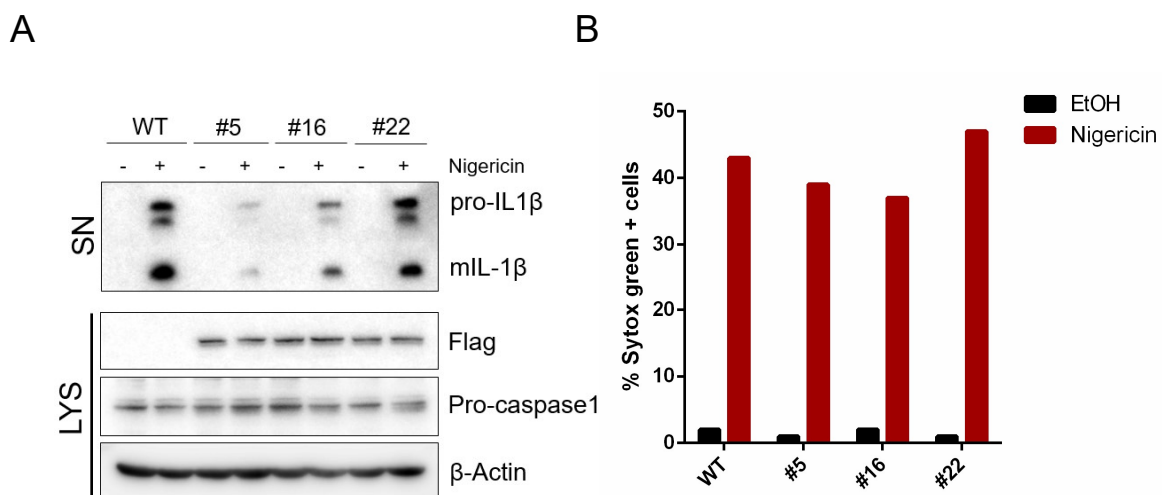 A
B
WT #5 #16 #22
- + - + - + - + Nigericin
SN
pro-IL1β
mIL-1β
LYS
Flag
Pro-caspase1
β-Actin
EtOH
Nigericin
% Sytox green + cells
50
40
30
20
10
0
WT #5 #16 #22